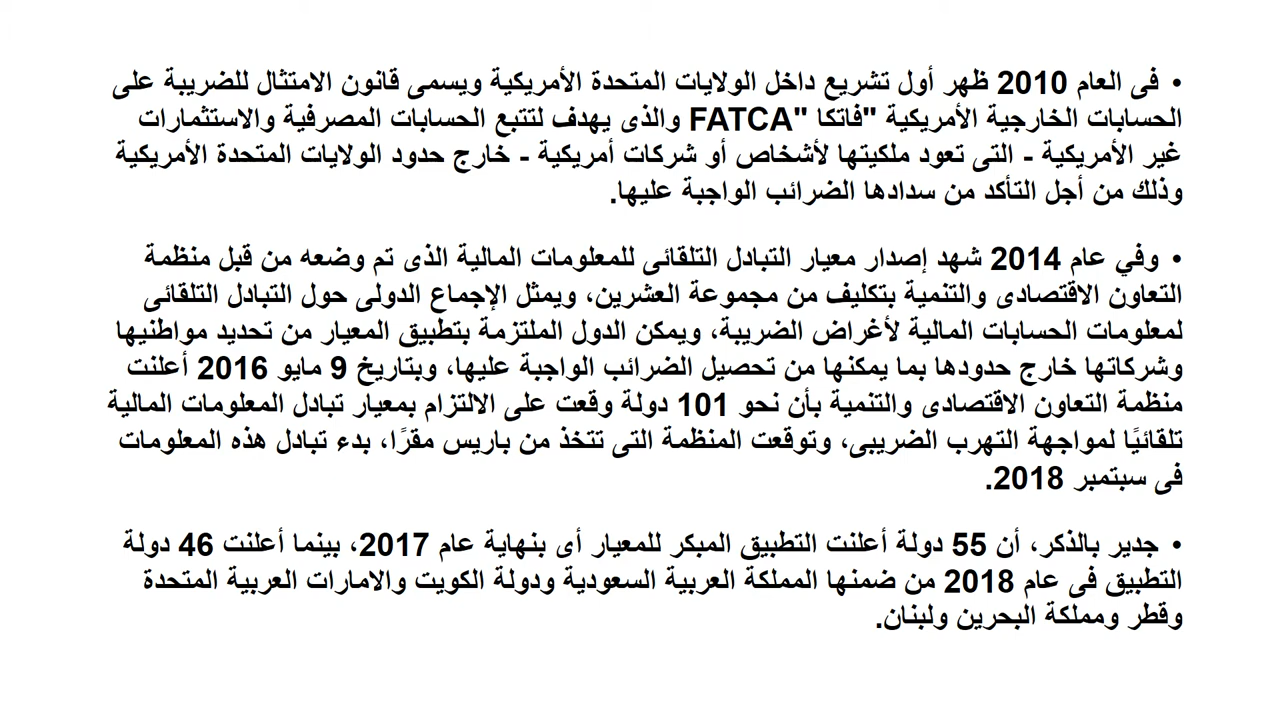 • فى العام 2010 ظهر أول تشريع داخل الولايات المتحدة الأمريكية ويسمى قانون الامتثال للضريبة على
الحسابات الخارجية الأمريكية "فاتكا "FATCA والذى يهدف لتتبع الحسابات المصرفية والاستثمارات
غير الأمريكية - التى تعود ملكيتها لأشخاص أو شركات أمريكية - خارج حدود الولايات المتحدة الأمريكية
وذلك من أجل التأكد من سدادها الضرائب الواجبة عليها.
• وفي عام 2014 شهد إصدار معيار التبادل التلقائى للمعلومات المالية الذى تم وضعه من قبل منظمة
التعاون الاقتصادى والتنمية بتكليف من مجموعة العشرين، ويمثل الإجماع الدولى حول التبادل التلقائى
لمعلومات الحسابات المالية لأغراض الضريبة، ويمكن الدول الملتزمة بتطبيق المعيار من تحديد مواطنيها
وشركاتها خارج حدودها بما يمكنها من تحصيل الضرائب الواجبة عليها، وبتاريخ 9 مايو 2016 أعلنت
منظمة التعاون الاقتصادى والتنمية بأن نحو 101 دولة وقعت على الالتزام بمعيار تبادل المعلومات المالية
تلقائيًا لمواجهة التهرب الضريبى، وتوقعت المنظمة التى تتخذ من باريس مقرًا، بدء تبادل هذه المعلومات
فى سبتمبر 2018.
• جدير بالذكر، أن 55 دولة أعلنت التطبيق المبكر للمعيار أى بنهاية عام 2017، بينما أعلنت 46 دولة
التطبيق فى عام 2018 من ضمنها المملكة العربية السعودية ودولة الكويت والامارات العربية المتحدة
وقطر ومملكة البحرين ولبنان.